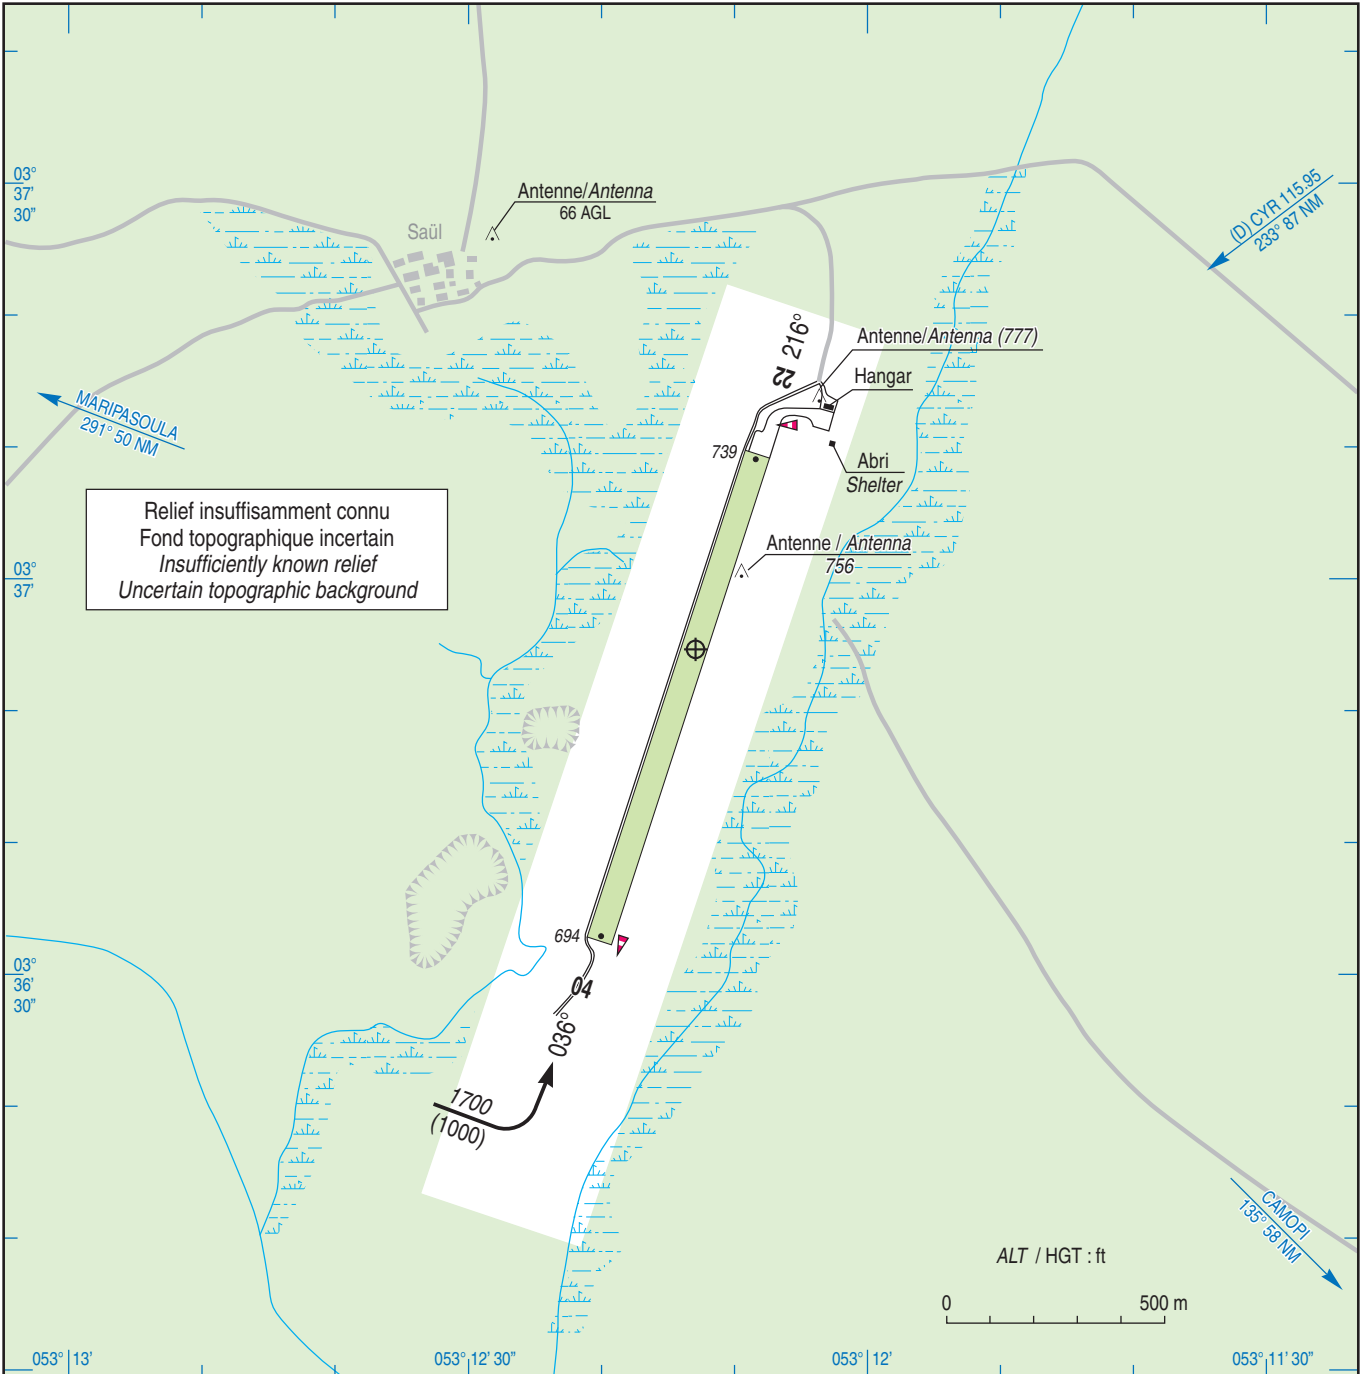 03°
37'
30"
Antenne/Antenna
66 AGL
Saül
(D) CYR 115.95
233° 87 NM
216°
22
Antenne/Antenna (777)
Hangar
MARIPASOULA
291° 50 NM
739
Abri
Shelter
Relief insuffisamment connu
Fond topographique incertain
Insufficiently known relief
Uncertain topographic background
Antenne / Antenna
756
03°
37'
694
03°
36'
30"
04
036°
1700
(1000)
CAMOPI
135° 58 NM
ALT / HGT : ft
0 500 m
053° 13' 053° 12' 30" 053° 12' 053° 11' 30"